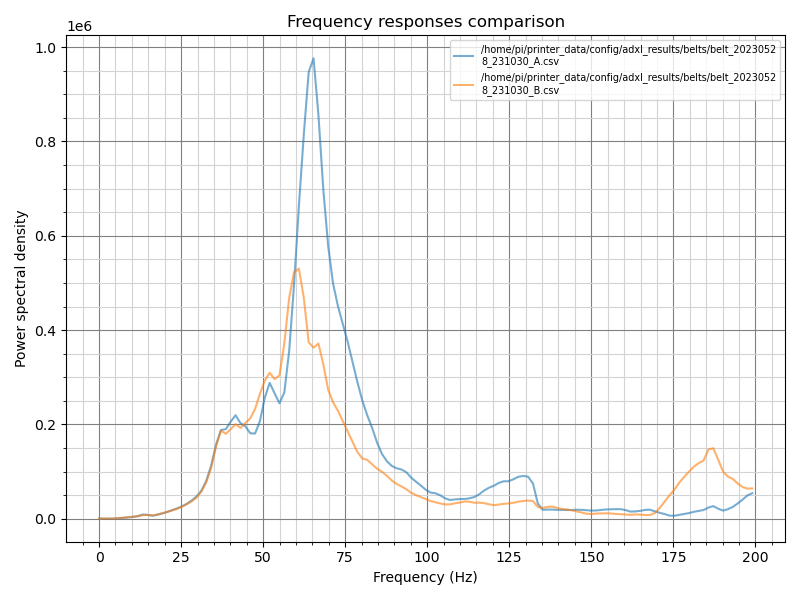 Frequency responses comparison
1e6
/home/pi/printer_data/config/adxl_results/belts/belt_2023052
8_231030_A.csv
/home/pi/printer_data/config/adxl_results/belts/belt_2023052
8_231030_B.csv
1.0
0.8
0.6
0.4
0.2
0.0
Power spectral density
0 25 50 75 100 125 150 175 200
Frequency (Hz)